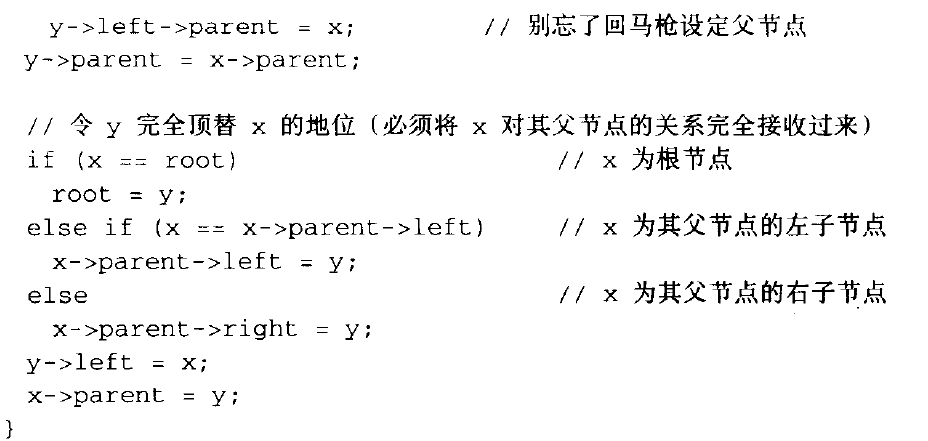 y->left->parent = x; // 别忘了回马枪设定父节点
y->parent = x->parent;
// 令 y 完全顶替 x 的地位（必须将 x 对其父节点的关系完全接收过来）
if (x == root) // x 为根节点
root = y;
else if (x == x->parent->left) // x 为其父节点的左子节点
x->parent->left = y;
else // x 为其父节点的右子节点
x->parent->right = y;
y->left = x;
x->parent = y;
}